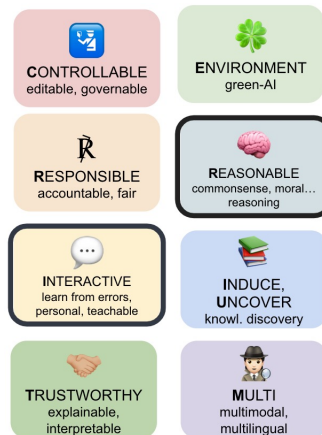 CONTROLLABLE
editable, governable
ENVIRONMENT
green-AI
RESPONSIBLE
accountable, fair
REASONABLE
commonsense, moral...
reasoning
INTERACTIVE
learn from errors,
personal, teachable
INDUCE,
UNCOVER
knowl. discovery
TRUSTWORTHY
explainable,
interpretable
MULTI
multimodal,
multilingual